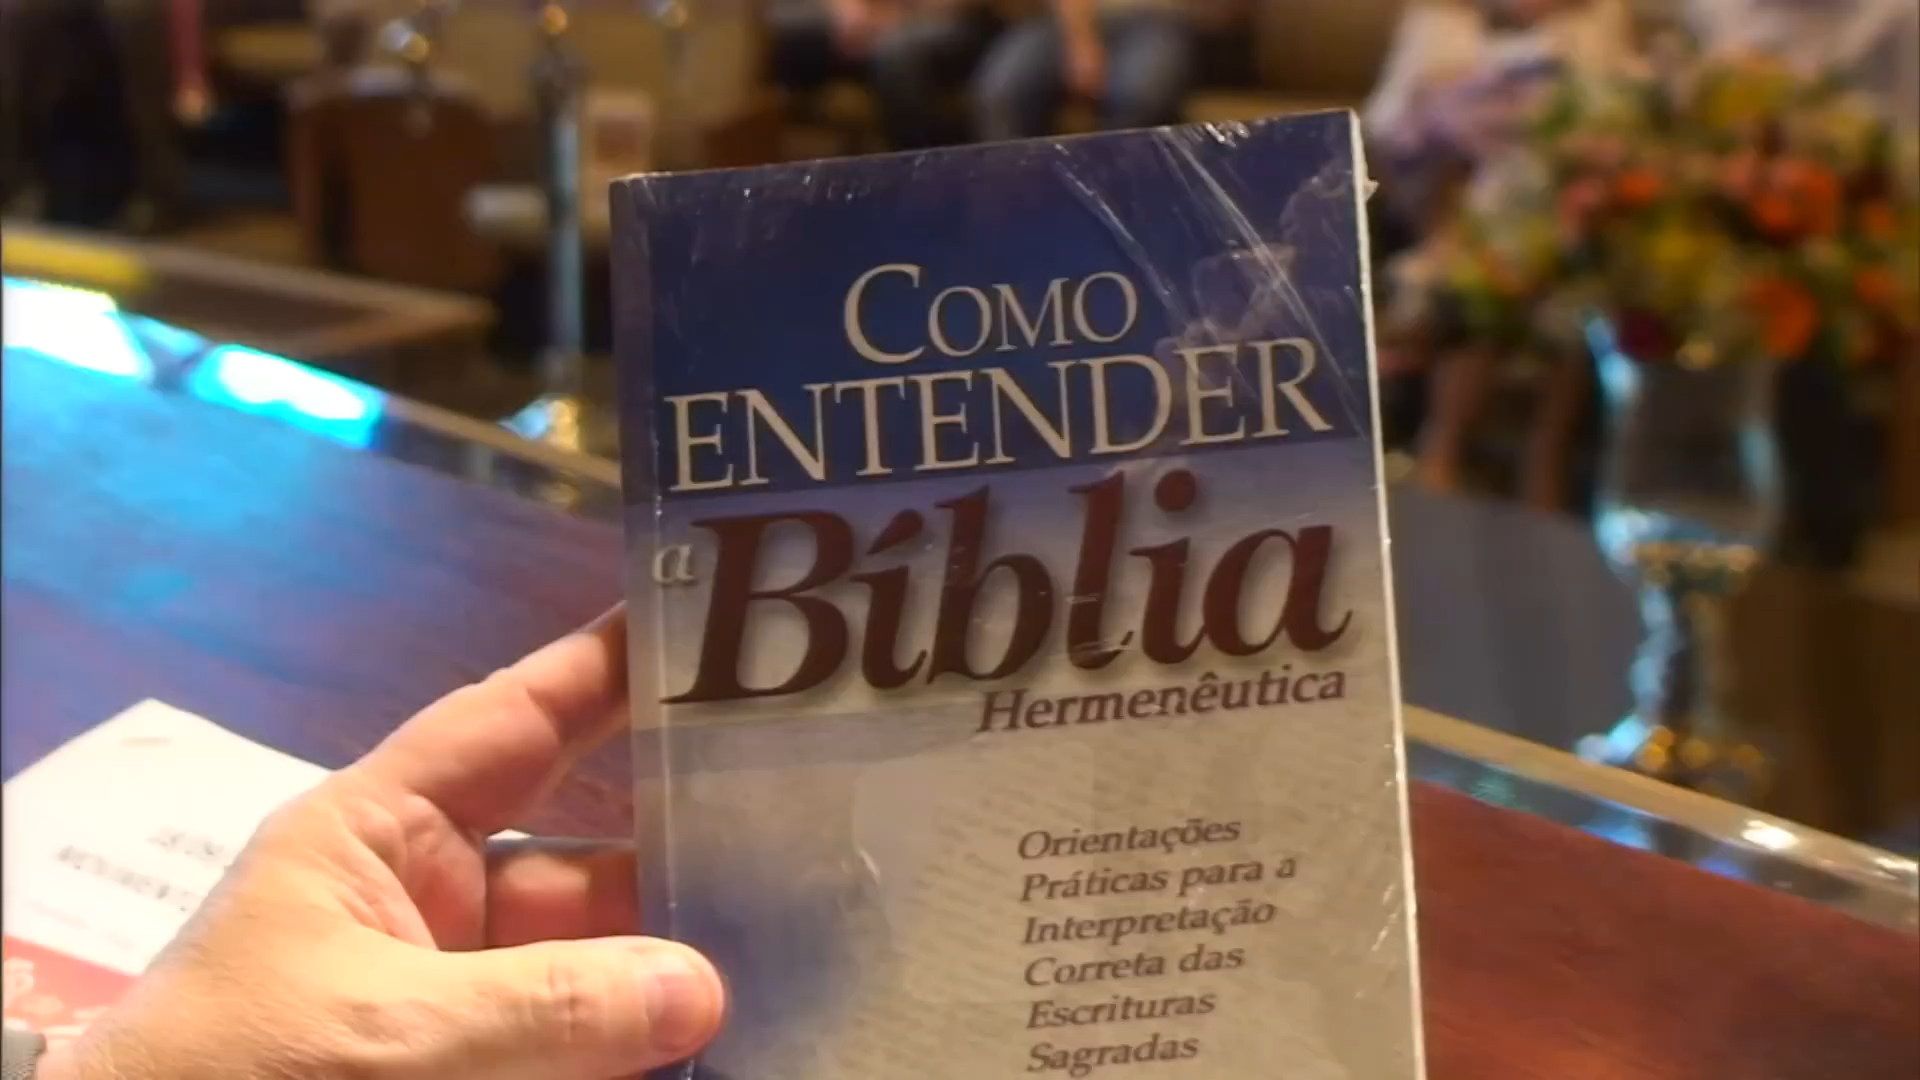 COMO
ENTENDER
a Bíblia
Hermenêutica
Orientações
Práticas para a
Interpretação
Correta das
Escrituras
Sagradas